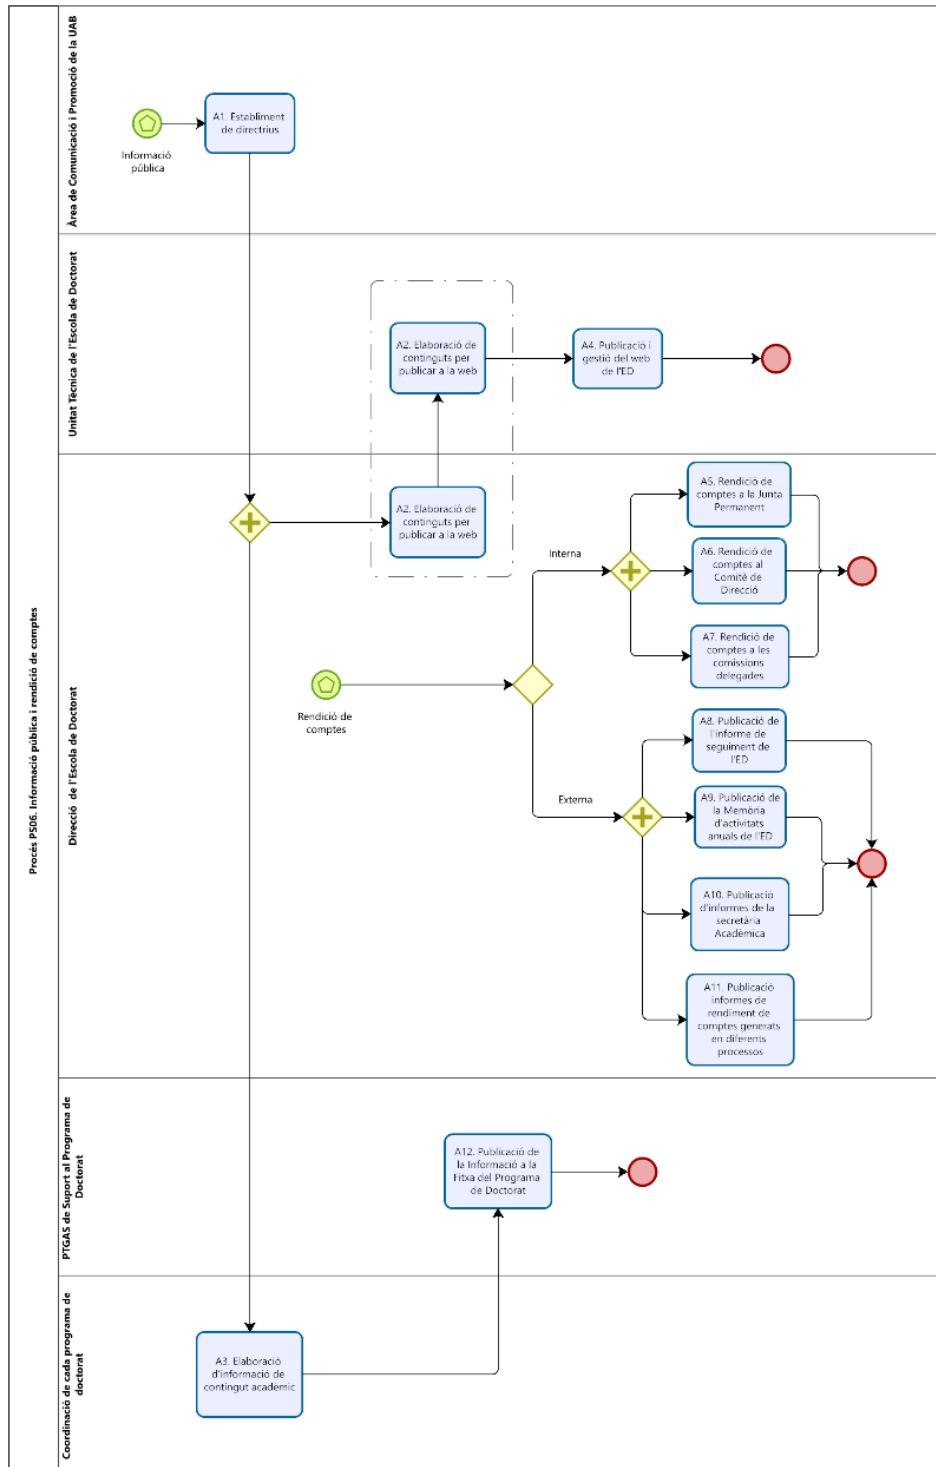 Procés PS06. Informació pública i rendició de comptes
Àrea de Comunicació i Promoció de la UAB
Informació
pública
A1. Establiment
de directrius
Unitat Tècnica de l'Escola de Doctorat
A2. Elaboració de
continguts per
publicar a la web
A4. Publicació i
gestió del web
de l'ED
Direcció de l'Escola de Doctorat
A2. Elaboració de
continguts per
publicar a la web
Rendició de
comptes
Interna
A5. Rendició de
comptes a la Junta
Permanent
A6. Rendició de
comptes al
Comitè de
Direcció
A7. Rendició de
comptes a les
comissions
delegades
Externa
A8. Publicació de
l'informe de
seguiment de
l'ED
A9. Publicació de
la Memòria
d'activitats
anuals de l'ED
A10. Publicació
d'informes de la
secretària
Acadèmica
A11. Publicació
informes de
rendiment de
comptes generats
en diferents
processos
PTGAS de Suport al Programa de
Doctorat
A12. Publicació de
la Informació a la
Fitxa del Programa
de Doctorat
Coordinació de cada programa de
doctorat
A3. Elaboració
d'informació de
contingut acadèmic